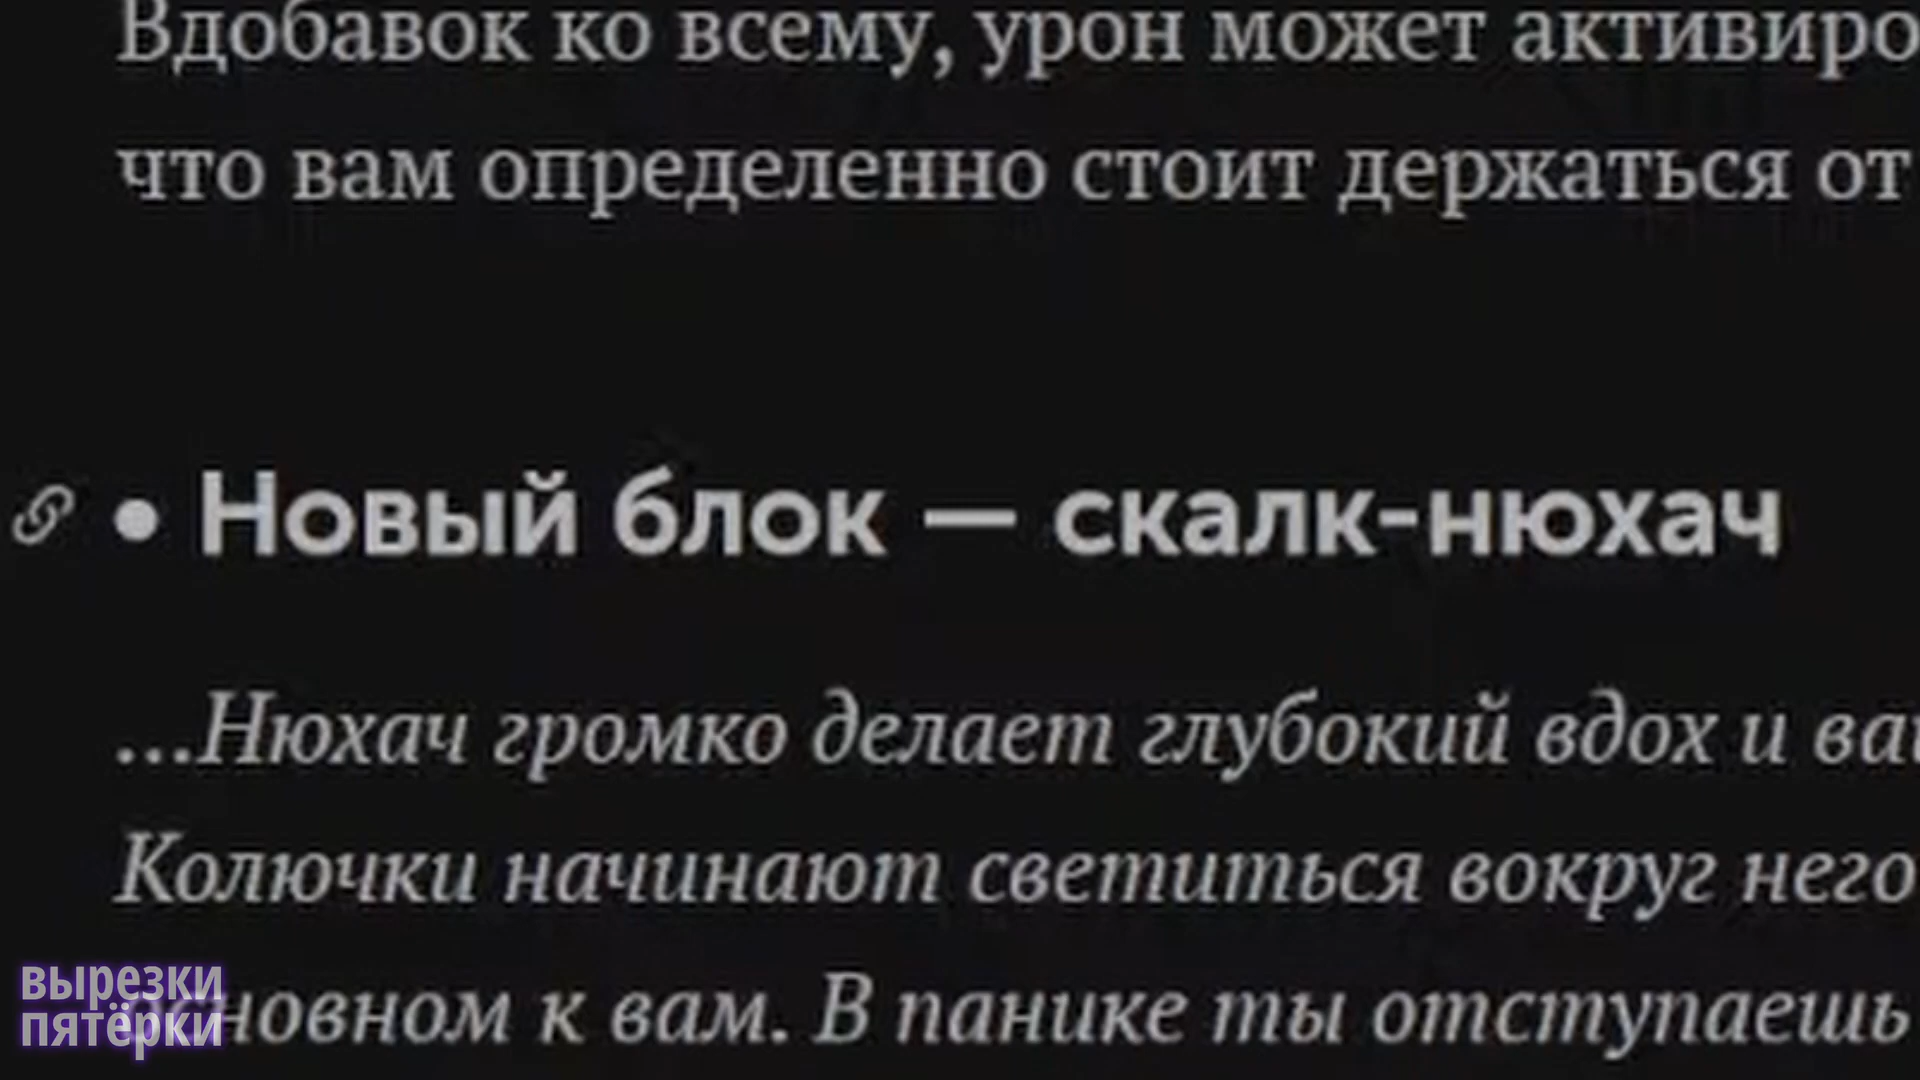 Вдобавок ко всему, урон может активиро
что вам определенно стоит держаться от
• Новый блок — скалк-нюхач
...Нюхач громко делает глубокий вдох и
Колючки начинают светиться вокруг него
новном к вам. В панике ты отступаешь
вырезки
пятёрки